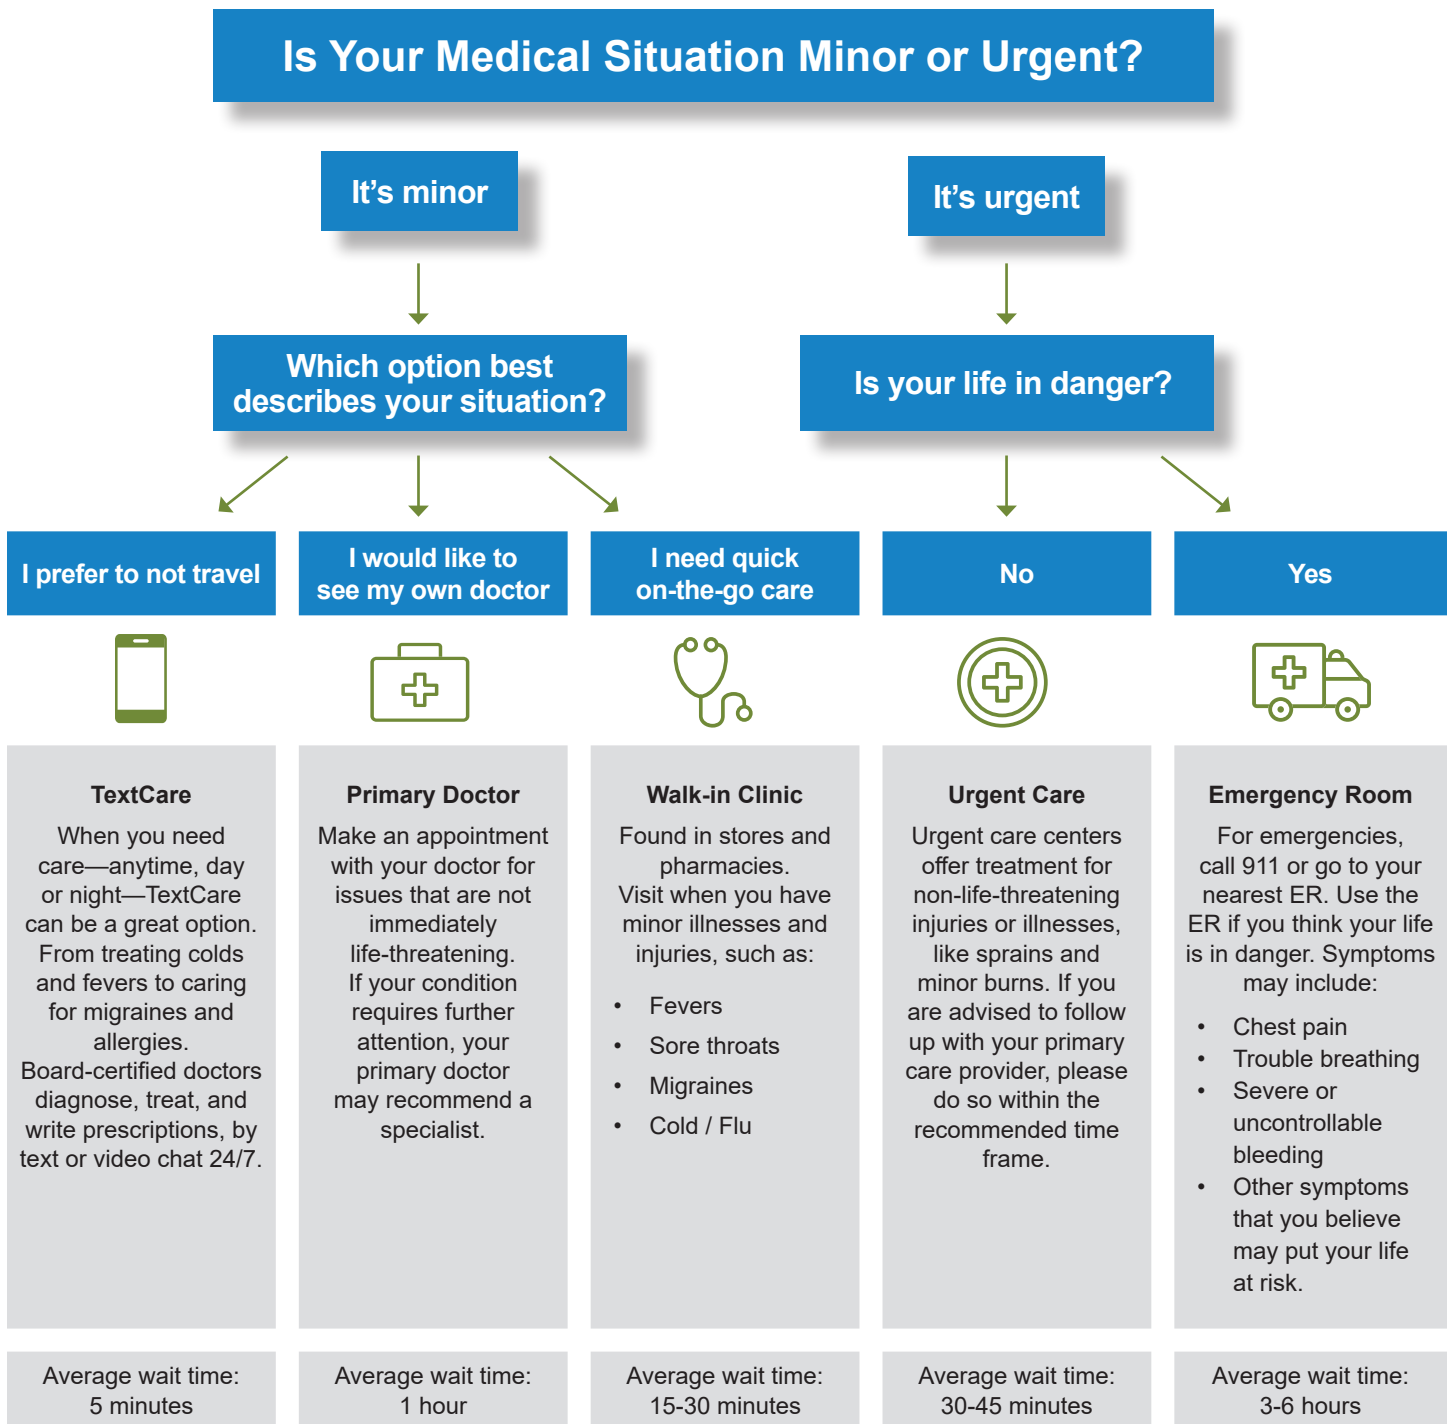 Is Your Medical Situation Minor or Urgent?
It's minor
It's urgent
Which option best
describes your situation?
Is your life in danger?
I prefer to not travel
I would like to
see my own doctor
I need quick
on-the-go care
No
Yes
TextCare
When you need
care—anytime, day
or night—TextCare
can be a great option.
From treating colds
and fevers to caring
for migraines and
allergies.
Board-certified doctors
diagnose, treat, and
write prescriptions, by
text or video chat 24/7.
Primary Doctor
Make an appointment
with your doctor for
issues that are not
immediately
life-threatening.
If your condition
requires further
attention, your
primary doctor
may recommend a
specialist.
Walk-in Clinic
Found in stores and
pharmacies.
Visit when you have
minor illnesses and
injuries, such as:
• Fevers
• Sore throats
• Migraines
• Cold / Flu
Urgent Care
Urgent care centers
offer treatment for
non-life-threatening
injuries or illnesses,
like sprains and
minor burns. If you
are advised to follow
up with your primary
care provider, please
do so within the
recommended time
frame.
Emergency Room
For emergencies,
call 911 or go to your
nearest ER. Use the
ER if you think your life
is in danger. Symptoms
may include:
• Chest pain
• Trouble breathing
• Severe or
uncontrollable
bleeding
• Other symptoms
that you believe
may put your life
at risk.
Average wait time:
5 minutes
Average wait time:
1 hour
Average wait time:
15-30 minutes
Average wait time:
30-45 minutes
Average wait time:
3-6 hours